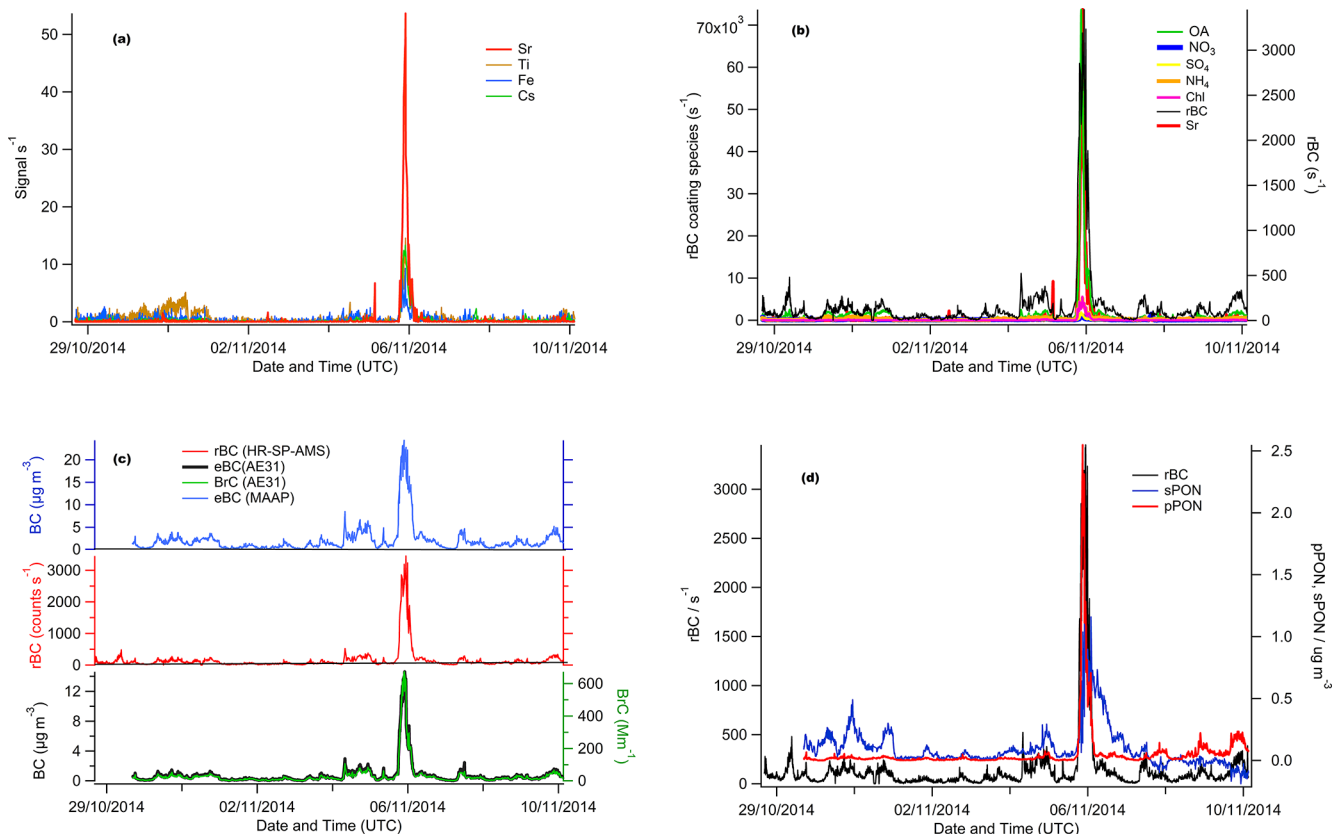 (a)
50
40
30
20
10
0
Signal s-1
Sr
Ti
Fe
Cs
29/10/2014
02/11/2014
06/11/2014
10/11/2014
Date and Time (UTC)
(b)
70x10³
60
50
40
30
20
10
0
rBC coating species (s-1)
OA
NO3
SO4
NH4
Chl
rBC
Sr
3000
2500
2000
1500
1000
500
0
rBC (s-1)
29/10/2014
02/11/2014
06/11/2014
10/11/2014
Date and Time (UTC)
(c)
rBC (HR-SP-AMS)
eBC(AE31)
BrC (AE31)
eBC (MAAP)
20
15
10
5
0
BC (µg m-3)
3000
2000
1000
0
rBC (counts s-1)
12
8
4
0
BC (µg m-3)
600
400
200
0
BrC (Mm-1)
29/10/2014
02/11/2014
06/11/2014
10/11/2014
Date and Time (UTC)
(d)
3000
2500
2000
1500
1000
500
0
rBC / s-1
rBC
sPON
pPON
2.5
2.0
1.5
1.0
0.5
0.0
pPON, sPON / ug m-3
29/10/2014
02/11/2014
06/11/2014
10/11/2014
Date and Time (UTC)